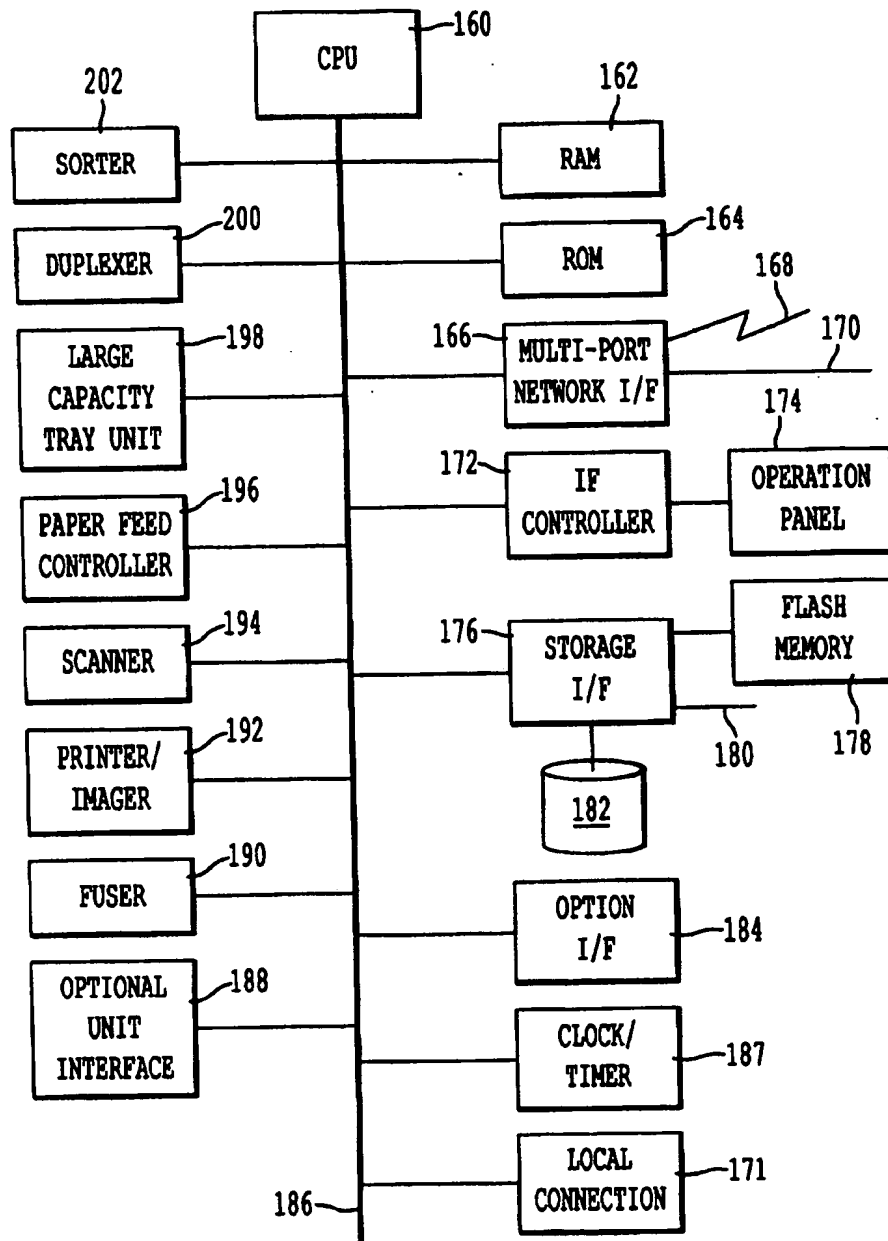 CPU
160
202
SORTER
162
RAM
200
DUPLEXER
164
ROM
198
LARGE
CAPACITY
TRAY UNIT
166
MULTI-PORT
NETWORK I/F
168
170
196
PAPER FEED
CONTROLLER
172
IF
CONTROLLER
174
OPERATION
PANEL
194
SCANNER
176
STORAGE
I/F
FLASH
MEMORY
180
178
192
PRINTER/
IMAGER
182
190
FUSER
OPTION
I/F
184
188
OPTIONAL
UNIT
INTERFACE
CLOCK/
TIMER
187
186
LOCAL
CONNECTION
171